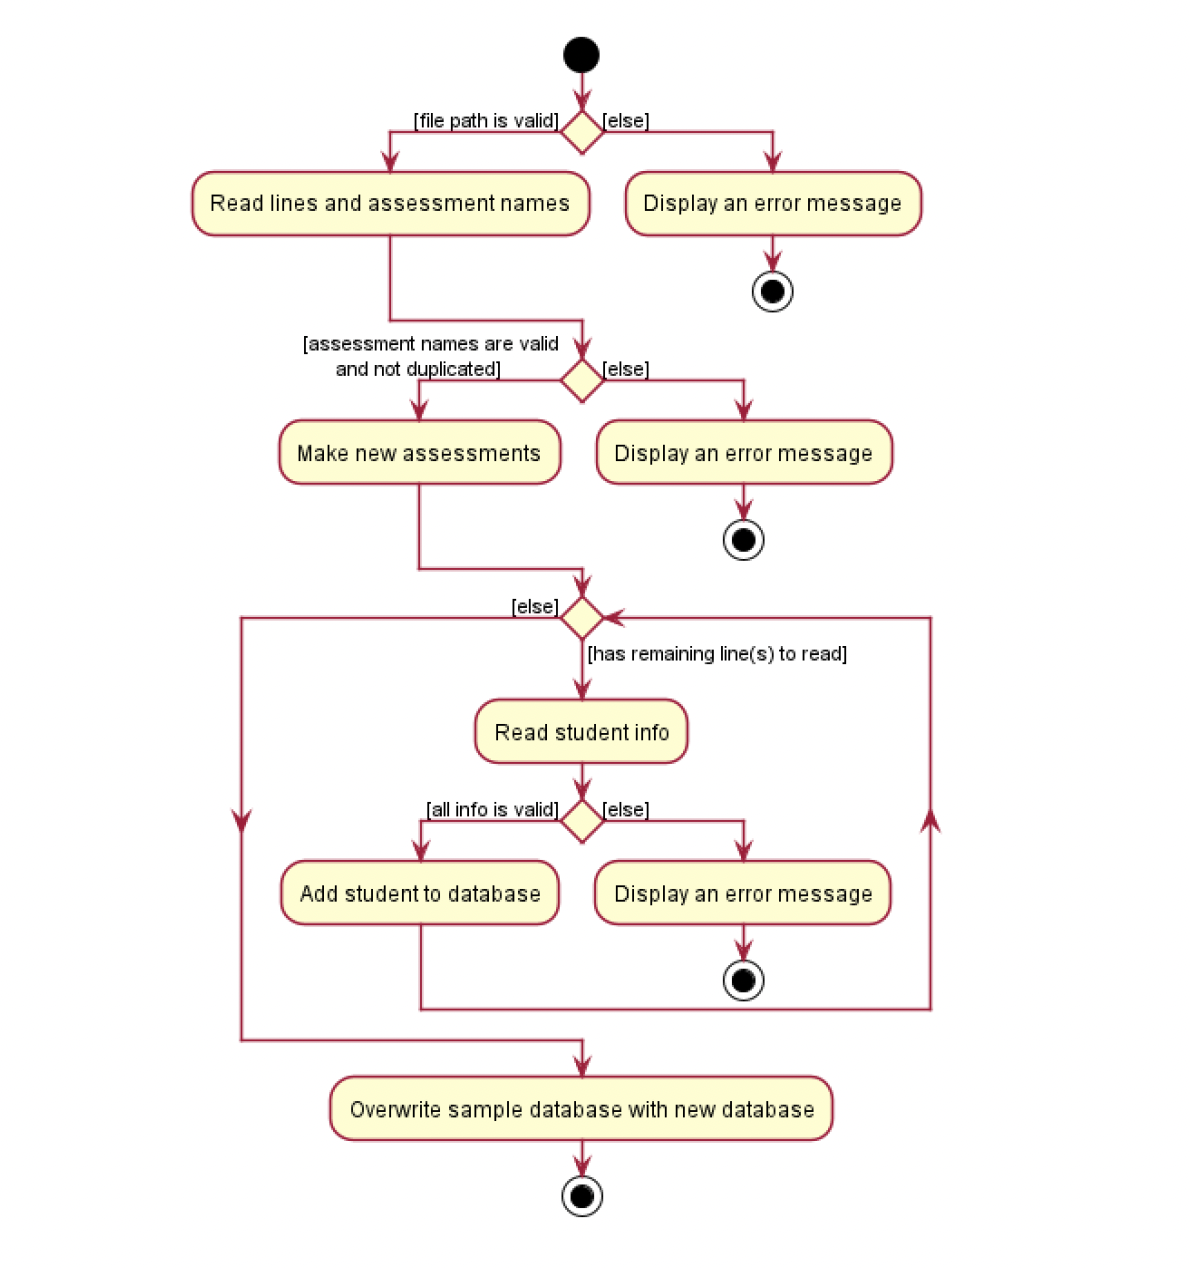 [file path is valid]
[else]
Read lines and assessment names
Display an error message
[assessment names are valid
and not duplicated]
[else]
Make new assessments
Display an error message
[else]
[has remaining line(s) to read]
Read student info
[all info is valid]
[else]
Add student to database
Display an error message
Overwrite sample database with new database